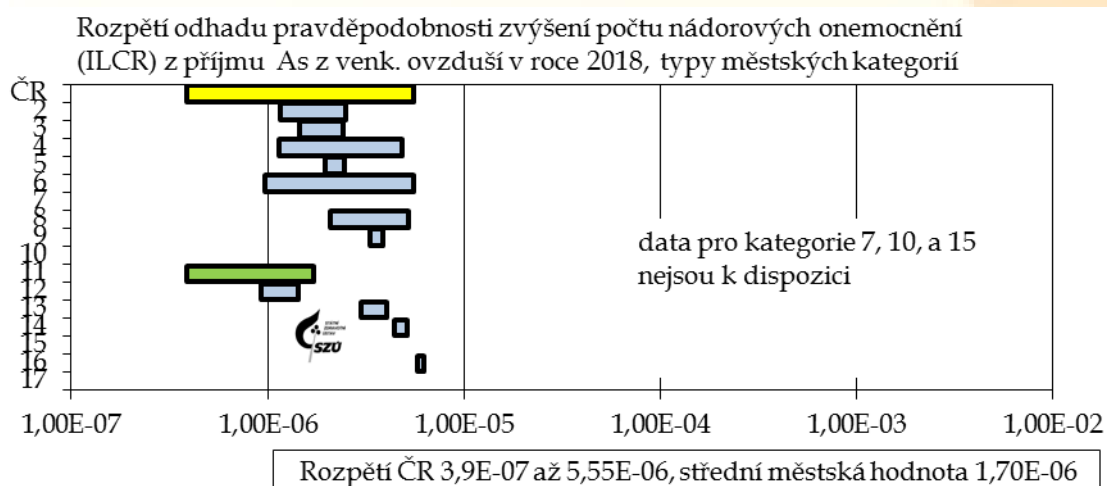 Rozpětí odhadu pravděpodobnosti zvýšení počtu nádorových onemocnění
(ILCR) z příjmu As z venk. ovzduší v roce 2018, typy městských kategorií
ČR
2
3
4
5
6
7
8
9
10
11
12
13
14
15
16
17
data pro kategorie 7, 10, a 15
nejsou k dispozici
SZÚ
1,00E-07 1,00E-06 1,00E-05 1,00E-04 1,00E-03 1,00E-02
Rozpětí ČR 3,9E-07 až 5,55E-06, střední městská hodnota 1,70E-06